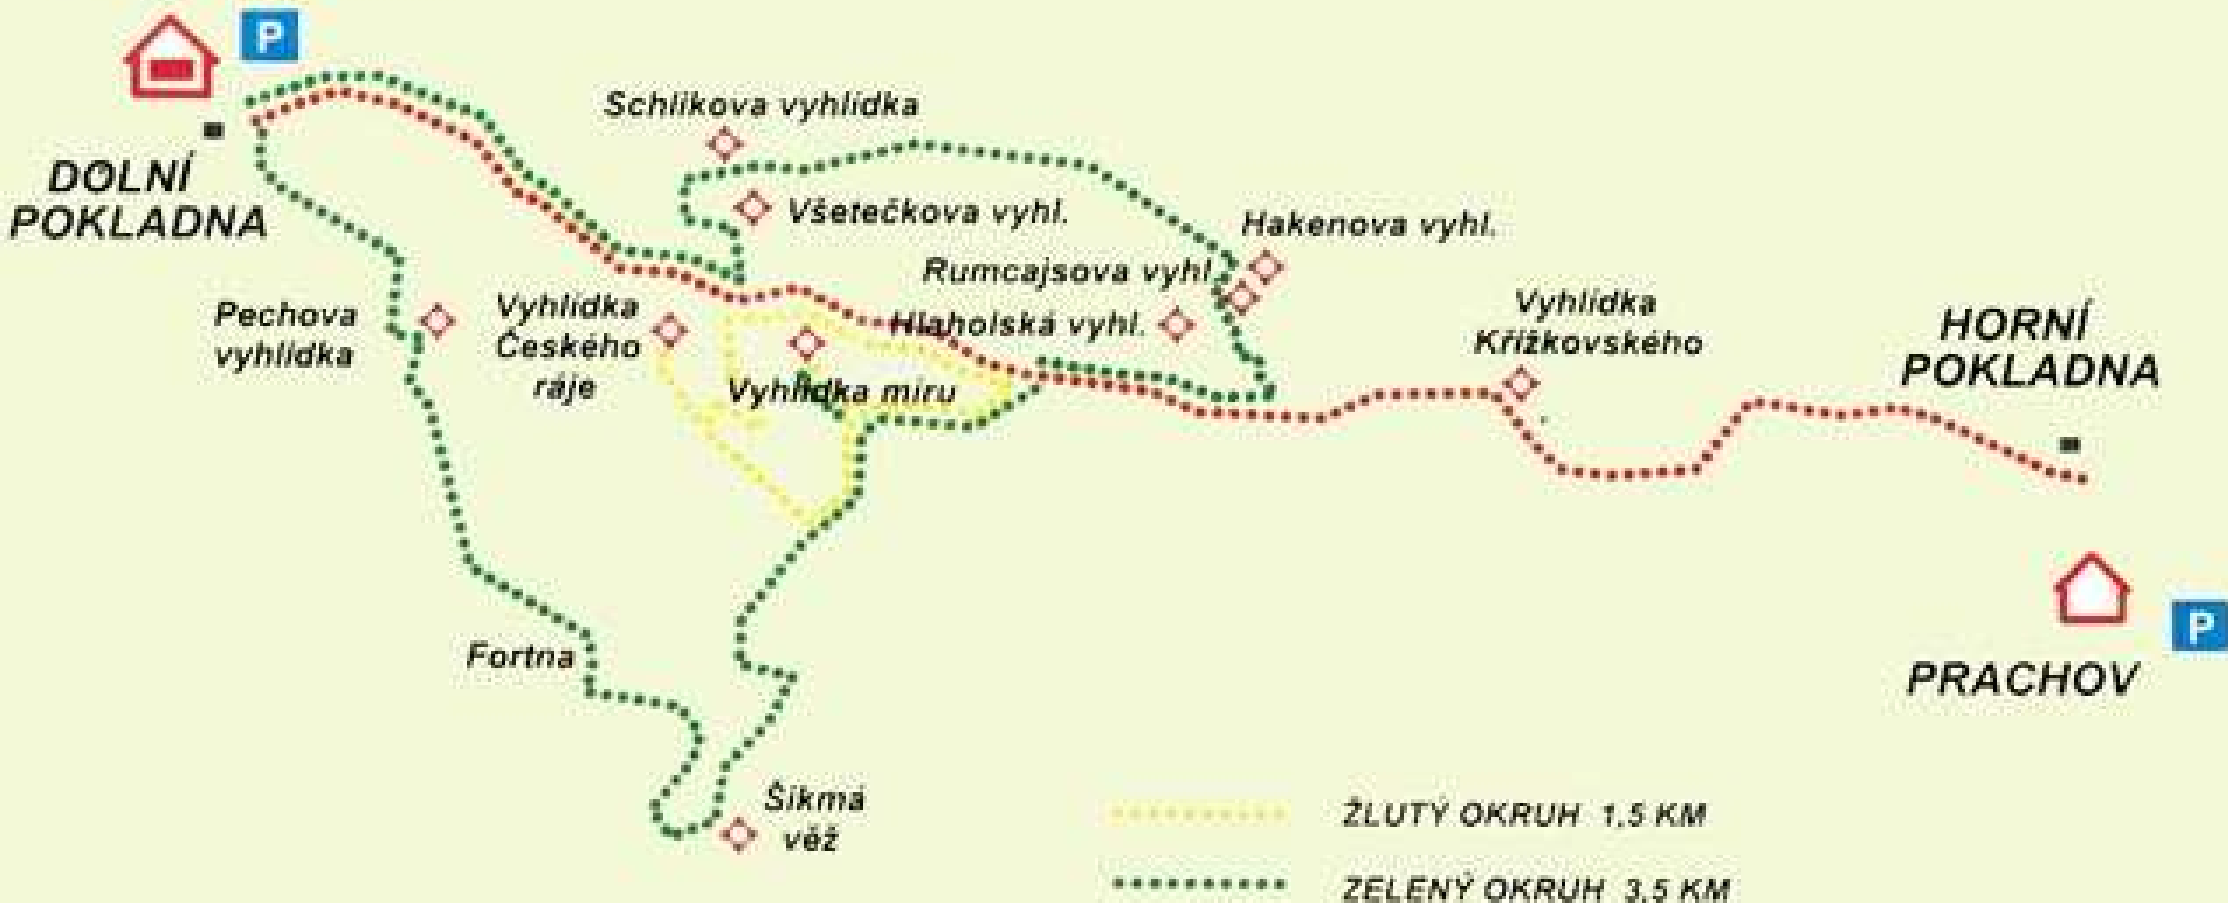 P
DOLNÍ
POKLADNA
Schlikova vyhlídka
Všetečkova vyhl.
Hakenova vyhl.
Rumcajsova vyhl.
Hlaholská vyhl.
Pechova
vyhlídka
Vyhlídka
Českého
ráje
Vyhlídka míru
Vyhlídka
Křížkovského
HORNÍ
POKLADNA
Fortna
Šikmá
věž
P
PRACHOV
ŽLUTÝ OKRUH 1,5 KM
ZELENÝ OKRUH 3,5 KM